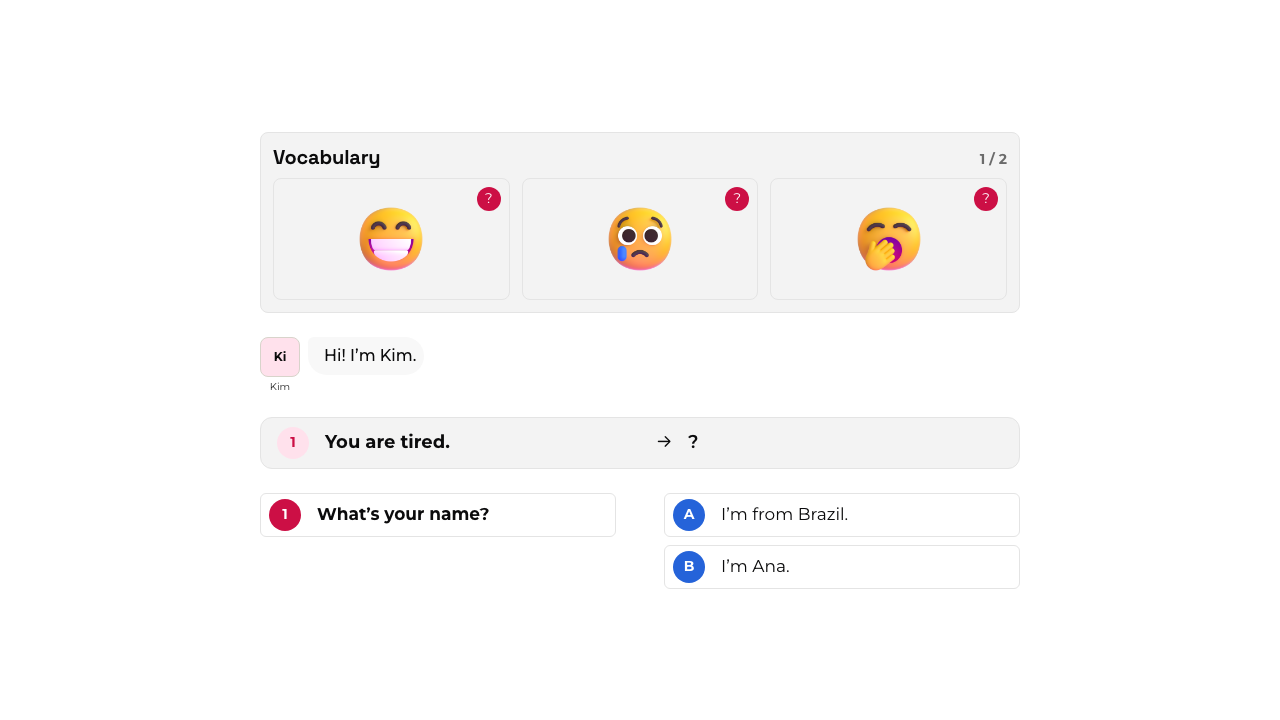 Vocabulary
1 / 2
?
?
?
Ki
Kim
Hi! I’m Kim.
1
You are tired.
→ ?
1
What’s your name?
A
I’m from Brazil.
B
I’m Ana.